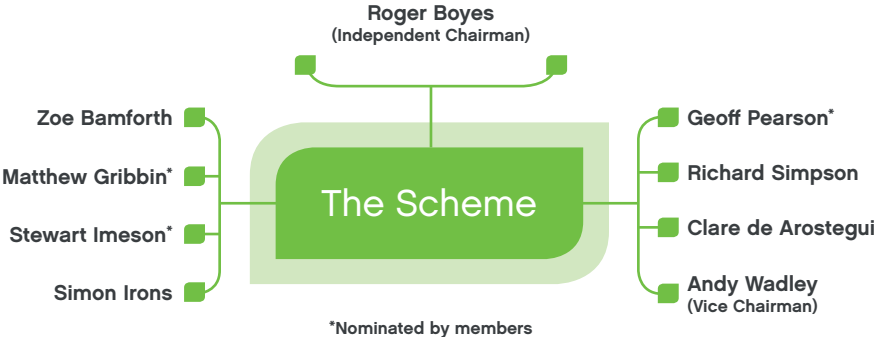 Roger Boyes
(Independent Chairman)
Zoe Bamforth
Matthew Gribbin*
Stewart Imeson*
Simon Irons
The Scheme
Geoff Pearson*
Richard Simpson
Clare de Arostegui
Andy Wadley
(Vice Chairman)
*Nominated by members